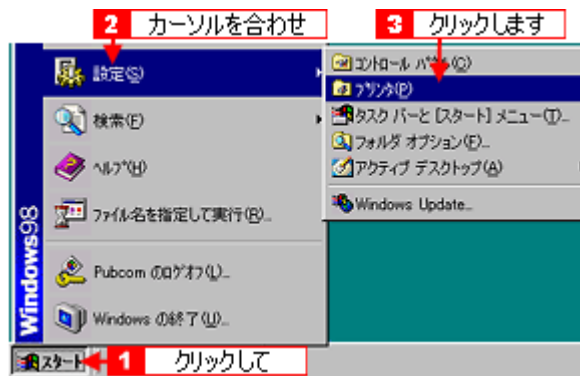 2 カーソルを合わせ
3 クリックします
設定(S)
検索(F)
ヘルプ(H)
ファイル名を指定して実行(R)...
Pubcom のログオフ(L)...
Windows の終了(U)...
Windows98
コントロール パネル(C)
プリンタ(P)
タスク バーと [スタート] メニュー(T)...
フォルダ オプション(F)...
アクティブ デスクトップ(A)
Windows Update...
スタート
1 クリックして